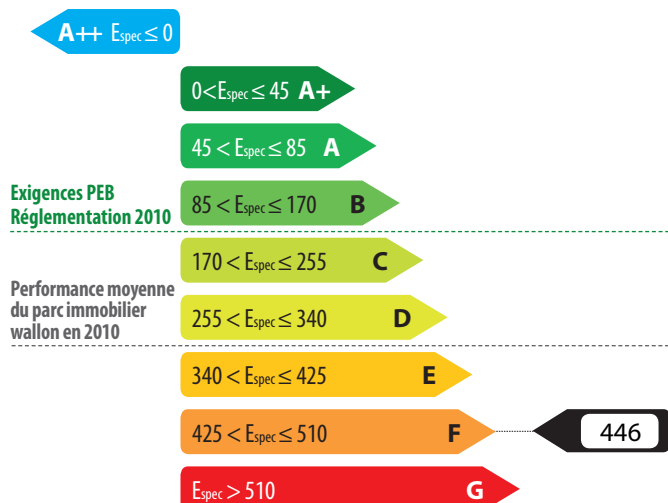 A++ Espec ≤ 0
0<Espec ≤ 45 A+
45 < Espec ≤ 85 A
Exigences PEB
Réglementation 2010
85 < Espec ≤ 170 B
170 < Espec ≤ 255 C
Performance moyenne
du parc immobilier
wallon en 2010
255 < Espec ≤ 340 D
340 < Espec ≤ 425 E
425 < Espec ≤ 510 F 446
Espec > 510 G